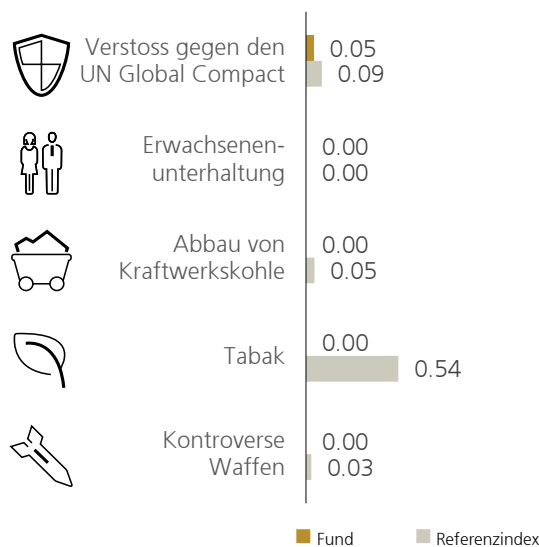 Verstoss gegen den
UN Global Compact
0.05
0.09
Erwachsenen-
unterhaltung
0.00
0.00
Abbau von
Kraftwerkskohle
0.00
0.05
Tabak
0.00
0.54
Kontroverse
Waffen
0.00
0.03
Fund
Referenzindex